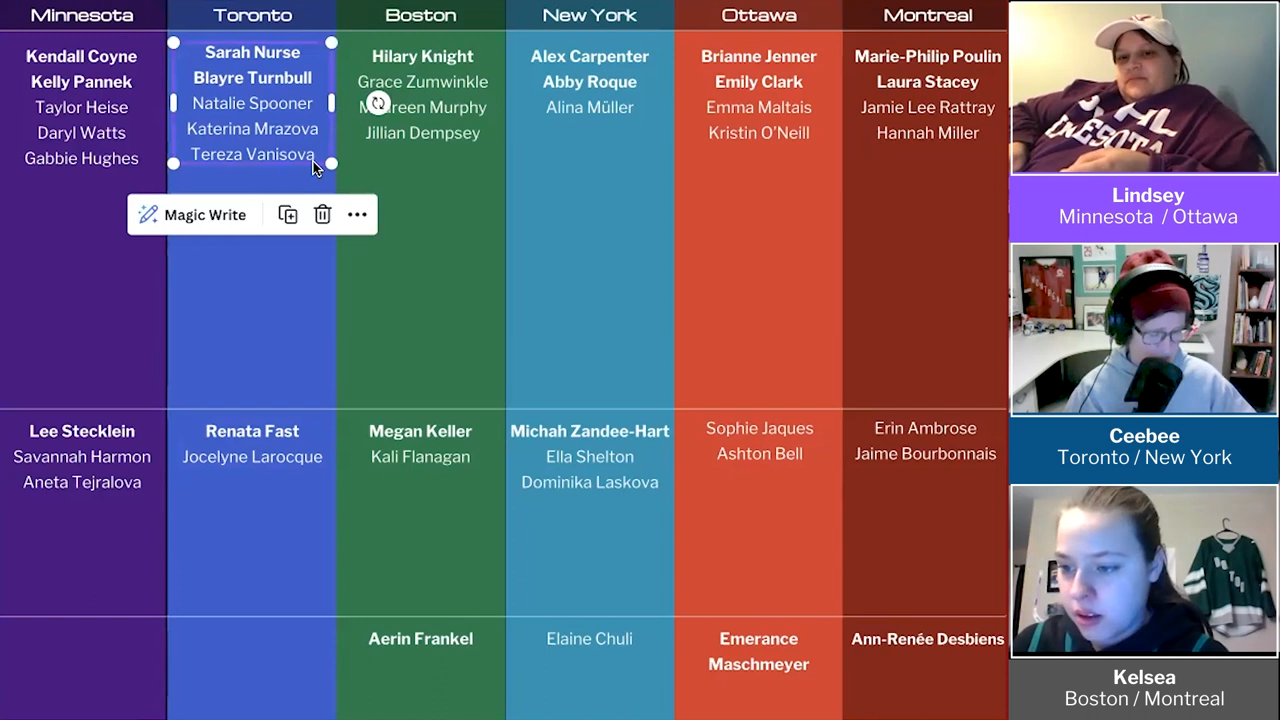 Minnesota
Toronto
Boston
New York
Ottawa
Montreal
Kendall Coyne
Kelly Pannek
Taylor Heise
Daryl Watts
Gabbie Hughes
Sarah Nurse
Blayre Turnbull
Natalie Spooner
Katerina Mrazova
Tereza Vanisova
Hilary Knight
Grace Zumwinkle
Murphy
Jillian Dempsey
Alex Carpenter
Abby Roque
Alina Müller
Brianne Jenner
Emily Clark
Emma Maltais
Kristin O'Neill
Marie-Philip Poulin
Laura Stacey
Jamie Lee Rattray
Hannah Miller
Magic Write
Lee Stecklein
Savannah Harmon
Aneta Tejralova
Renata Fast
Jocelyne Larocque
Megan Keller
Kali Flanagan
Michah Zandee-Hart
Ella Shelton
Dominika Laskova
Sophie Jaques
Ashton Bell
Erin Ambrose
Jaime Bourbonnais
Aerin Frankel
Elaine Chuli
Emerance
Maschmeyer
Ann-Renée Desbiens
Lindsey
Minnesota / Ottawa
Ceebee
Toronto / New York
Kelsea
Boston / Montreal